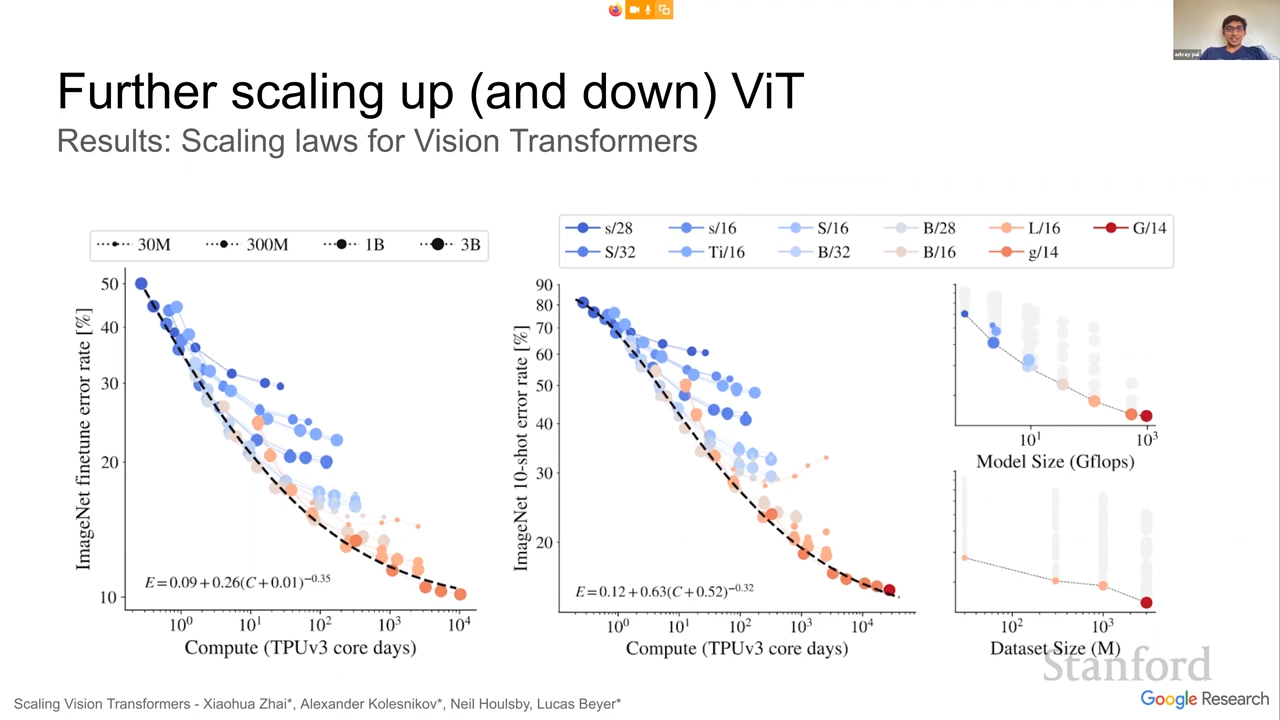 advay pal
Further scaling up (and down) ViT
Results: Scaling laws for Vision Transformers
30M 300M 1B 3B
s/28 s/16 S/16 B/28 L/16 G/14
S/32 Ti/16 B/32 B/16 g/14
ImageNet finetune error rate [%]
50
40
30
20
10
E = 0.09 + 0.26(C + 0.01)^−0.35
10^0 10^1 10^2 10^3 10^4
Compute (TPUv3 core days)
ImageNet 10-shot error rate [%]
90
80
70
60
50
40
30
20
E = 0.12 + 0.63(C + 0.52)^−0.32
10^0 10^1 10^2 10^3 10^4
Compute (TPUv3 core days)
10^1 10^3
Model Size (Gflops)
10^2 10^3
Dataset Size (M)
Stanford
Google Research
Scaling Vision Transformers - Xiaohua Zhai*, Alexander Kolesnikov*, Neil Houlsby, Lucas Beyer*